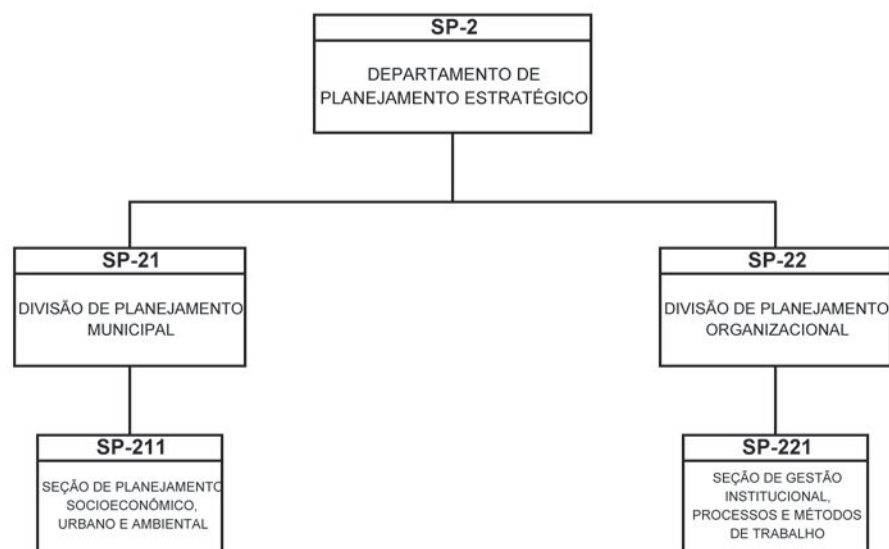 SP-2
DEPARTAMENTO DE
PLANEJAMENTO ESTRATÉGICO
SP-21
DIVISÃO DE PLANEJAMENTO
MUNICIPAL
SP-22
DIVISÃO DE PLANEJAMENTO
ORGANIZACIONAL
SP-211
SEÇÃO DE PLANEJAMENTO
SOCIOECONÔMICO,
URBANO E AMBIENTAL
SP-221
SEÇÃO DE GESTÃO
INSTITUCIONAL,
PROCESSOS E MÉTODOS
DE TRABALHO